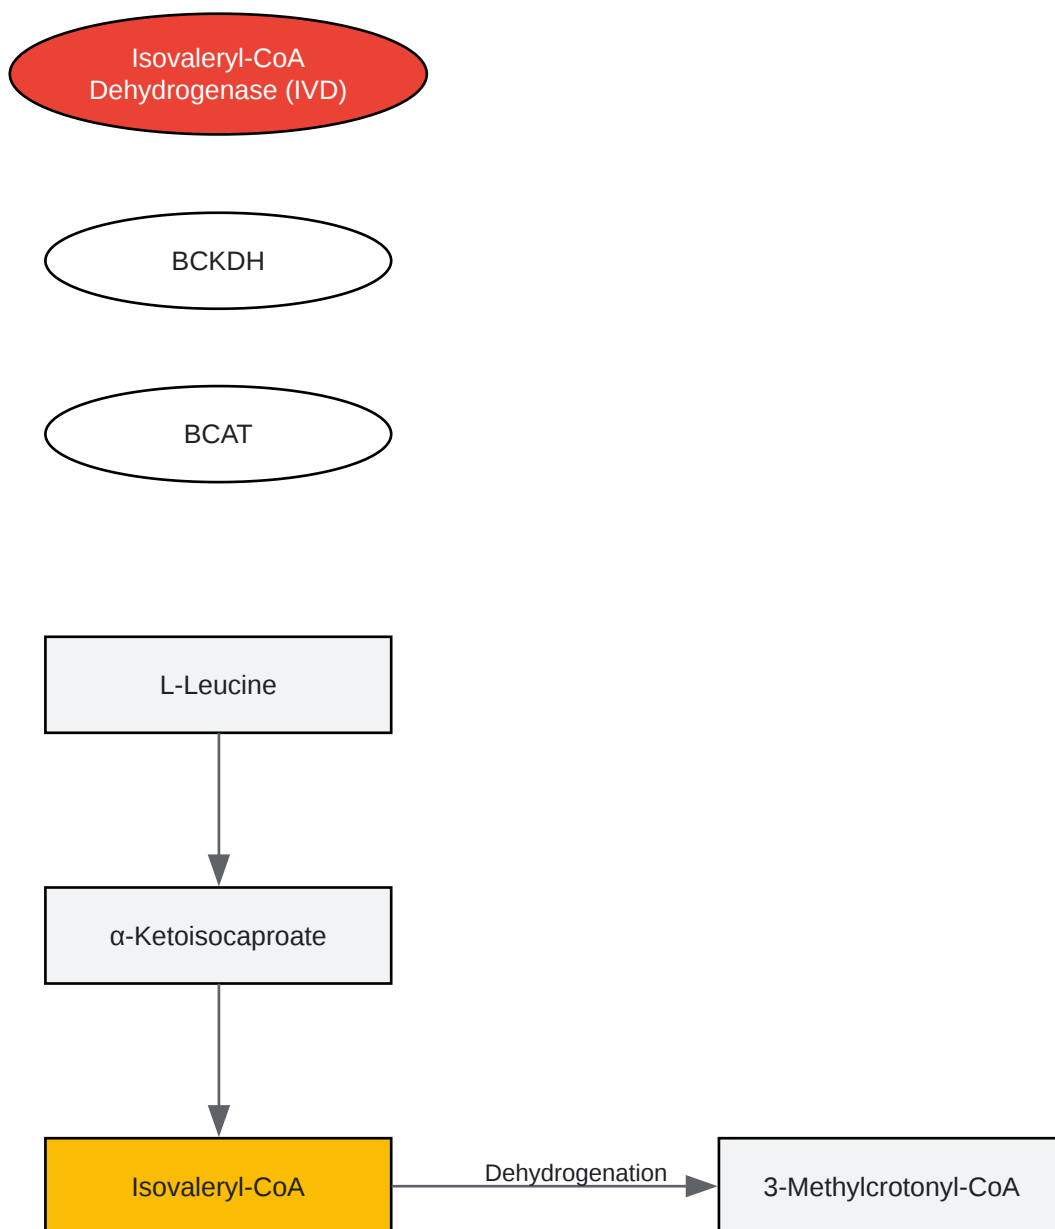 Isovaleryl-CoA
Dehydrogenase (IVD)
BCKDH
BCAT
L-Leucine
α-Ketoisocaproate
Isovaleryl-CoA
Dehydrogenation
3-Methylcrotonyl-CoA